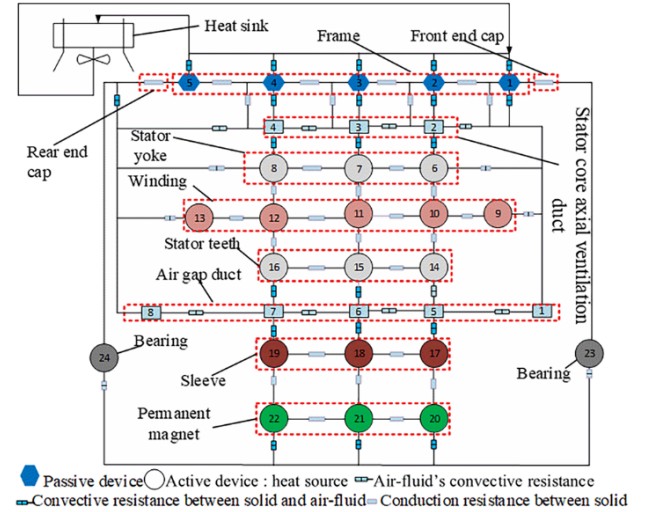 Heat sink
Frame
Front end cap
5
4
3
2
1
Rear end
cap
4
3
2
Stator
yoke
8
7
6
Stator core axial ventilation
duct
Winding
13
12
11
10
9
Stator teeth
16
15
14
Air gap duct
8
7
6
5
1
Bearing
24
19
18
17
23
Bearing
Sleeve
Permanent
magnet
22
21
20
Passive device Active device : heat source Air-fluid's convective resistance
Convective resistance between solid and air-fluid Conduction resistance between solid